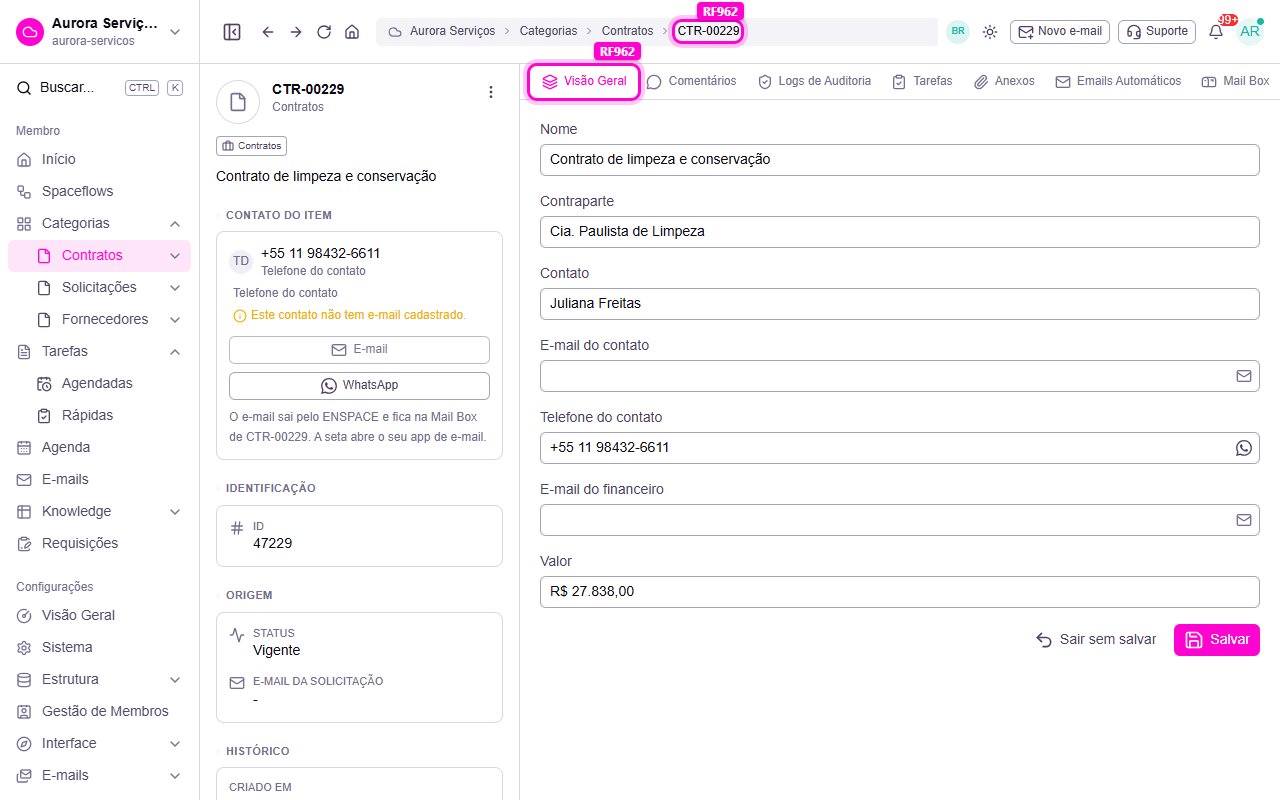 Aurora Serviç...
aurora-servicos
Buscar...
CTRL
K
Membro
Início
Spaceflows
Categorias
Contratos
Solicitações
Fornecedores
Tarefas
Agendadas
Rápidas
Agenda
E-mails
Knowledge
Requisições
Configurações
Visão Geral
Sistema
Estrutura
Gestão de Membros
Interface
E-mails
Aurora Serviços
Categorias
Contratos
RF962
CTR-00229
BR
Novo e-mail
Suporte
99+
AR
CTR-00229
Contratos
Contratos
Contrato de limpeza e conservação
CONTATO DO ITEM
TD
+55 11 98432-6611
Telefone do contato
Telefone do contato
Este contato não tem e-mail cadastrado.
E-mail
WhatsApp
O e-mail sai pelo ENSPACE e fica na Mail Box
de CTR-00229. A seta abre o seu app de e-mail.
IDENTIFICAÇÃO
ID
47229
ORIGEM
STATUS
Vigente
E-MAIL DA SOLICITAÇÃO
-
HISTÓRICO
CRIADO EM
RF962
Visão Geral
Comentários
Logs de Auditoria
Tarefas
Anexos
Emails Automáticos
Mail Box
Nome
Contrato de limpeza e conservação
Contraparte
Cia. Paulista de Limpeza
Contato
Juliana Freitas
E-mail do contato
Telefone do contato
+55 11 98432-6611
E-mail do financeiro
Valor
R$ 27.838,00
Sair sem salvar
Salvar